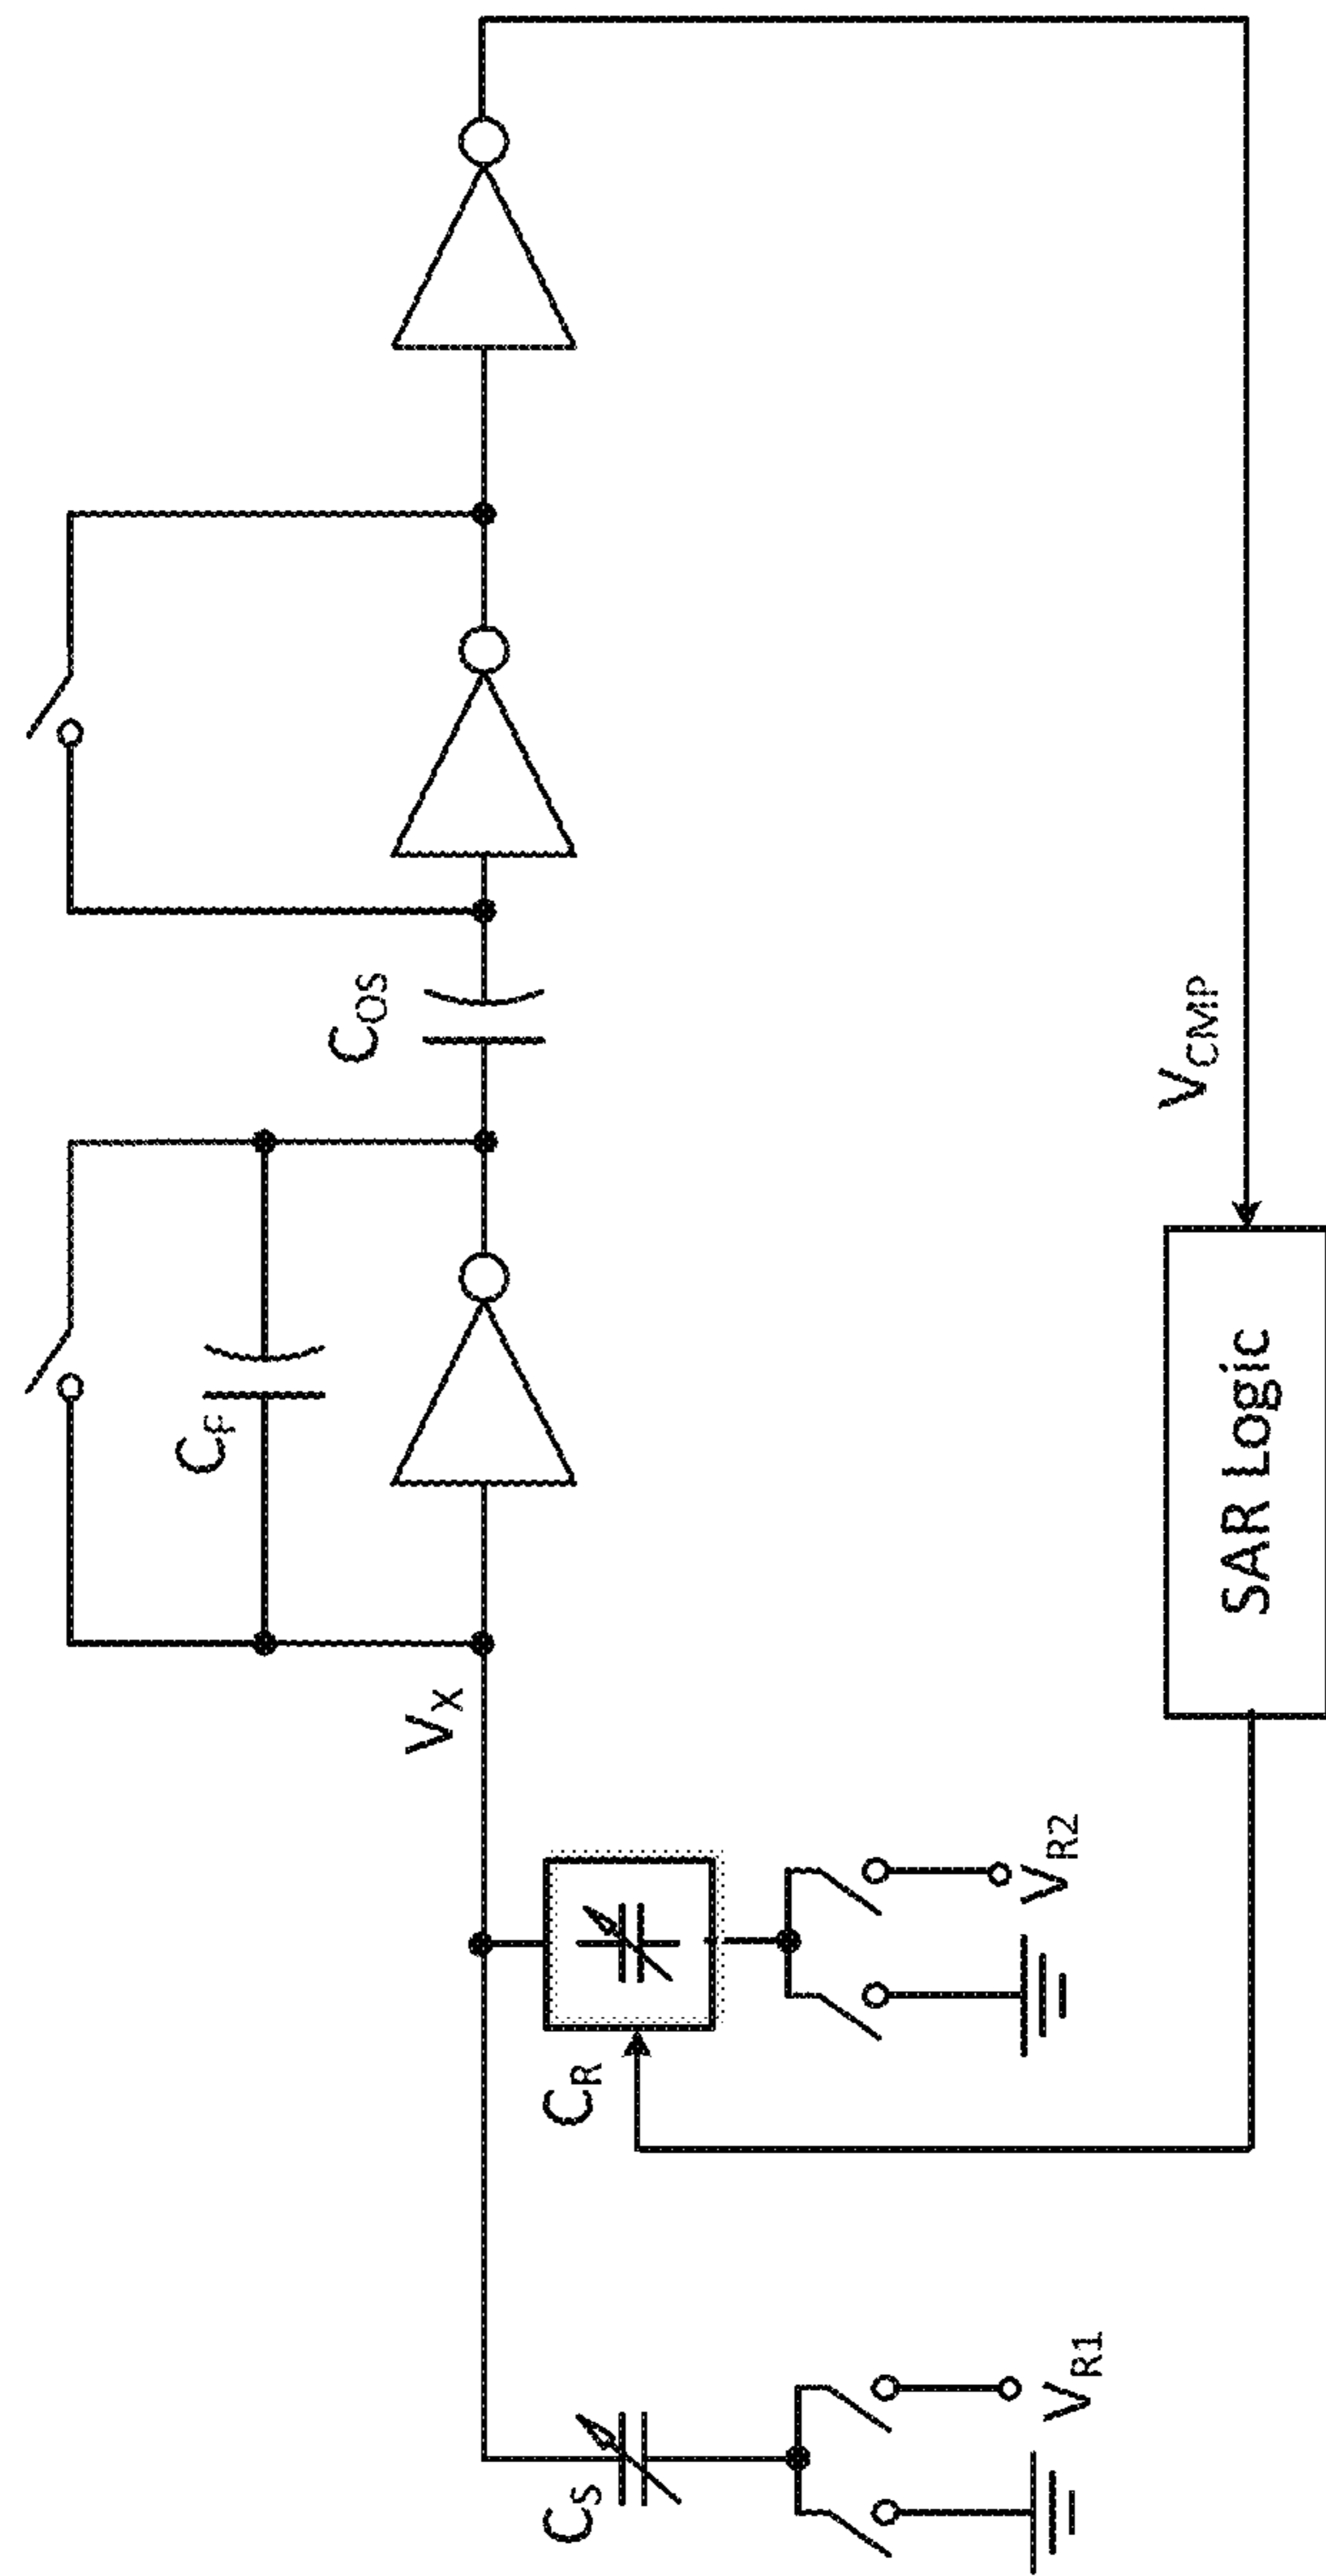 C_OS
C_F
V_X
C_R
C_S
V_R2
V_R1
V_CMP
SAR Logic